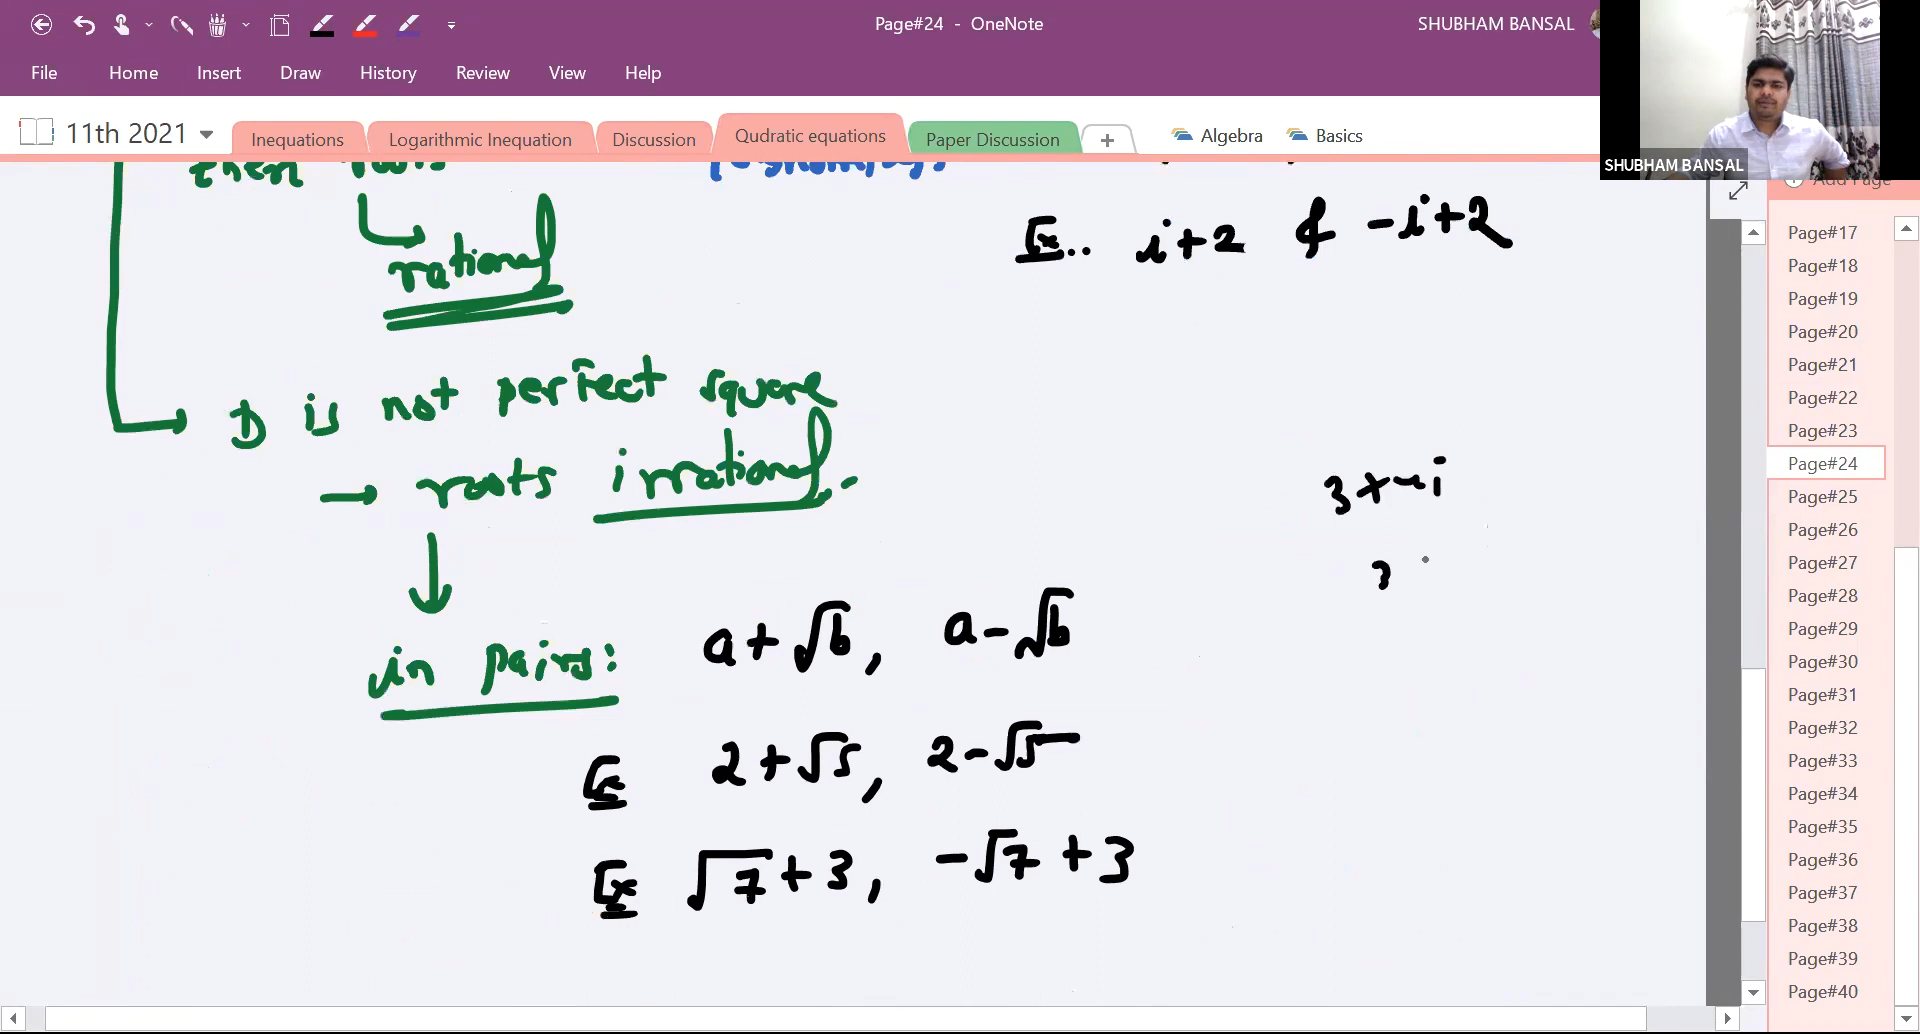 Page#24 - OneNote
SHUBHAM BANSAL
File Home Insert Draw History Review View Help
11th 2021
Inequations
Logarithmic Inequation
Discussion
Qudratic equations
Paper Discussion
+
Algebra
Basics
SHUBHAM BANSAL
Add Page
then roots
rational
Ex.. i+2 & -i+2
D is not perfect square
→ roots irrational.
3+4i
in pairs: a+√b, a-√b
Ex 2+√5, 2-√5
Ex √7+3, -√7+3
Page#17
Page#18
Page#19
Page#20
Page#21
Page#22
Page#23
Page#24
Page#25
Page#26
Page#27
Page#28
Page#29
Page#30
Page#31
Page#32
Page#33
Page#34
Page#35
Page#36
Page#37
Page#38
Page#39
Page#40